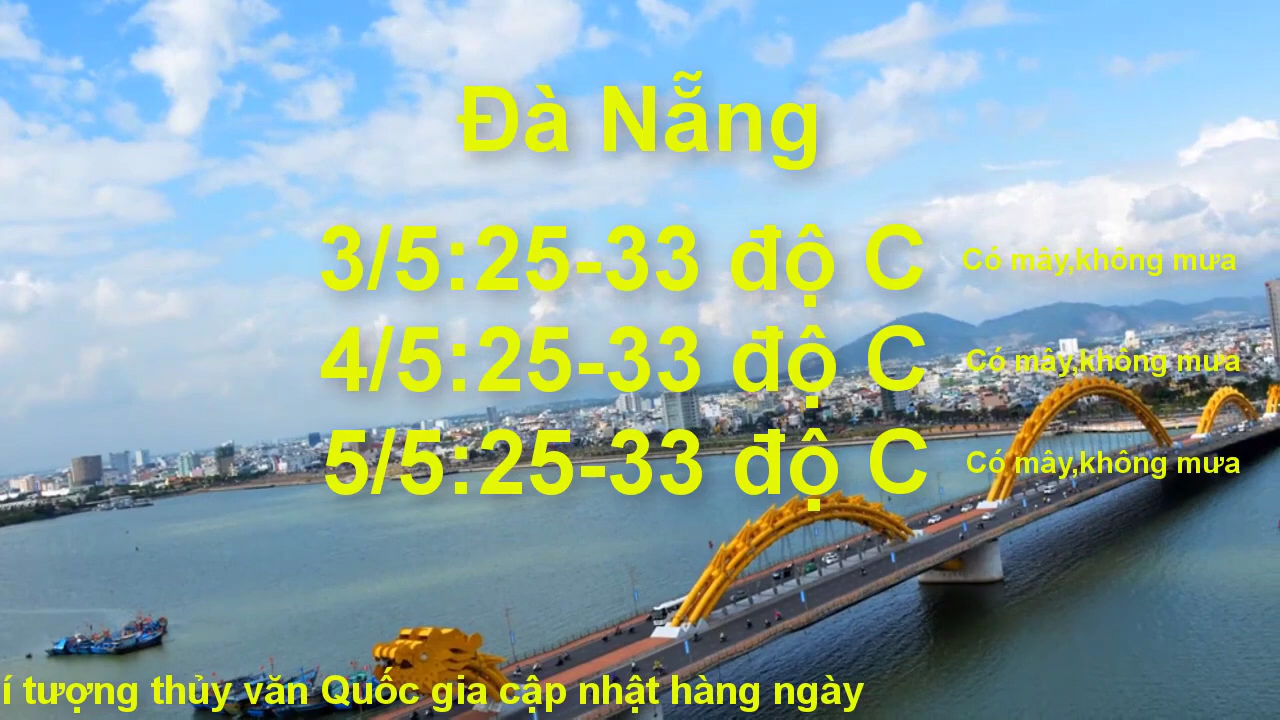 Đà Nẵng
3/5:25-33 độ C Có mây,không mưa
4/5:25-33 độ C Có mây,không mưa
5/5:25-33 độ C Có mây,không mưa
í tượng thủy văn Quốc gia cập nhật hàng ngày